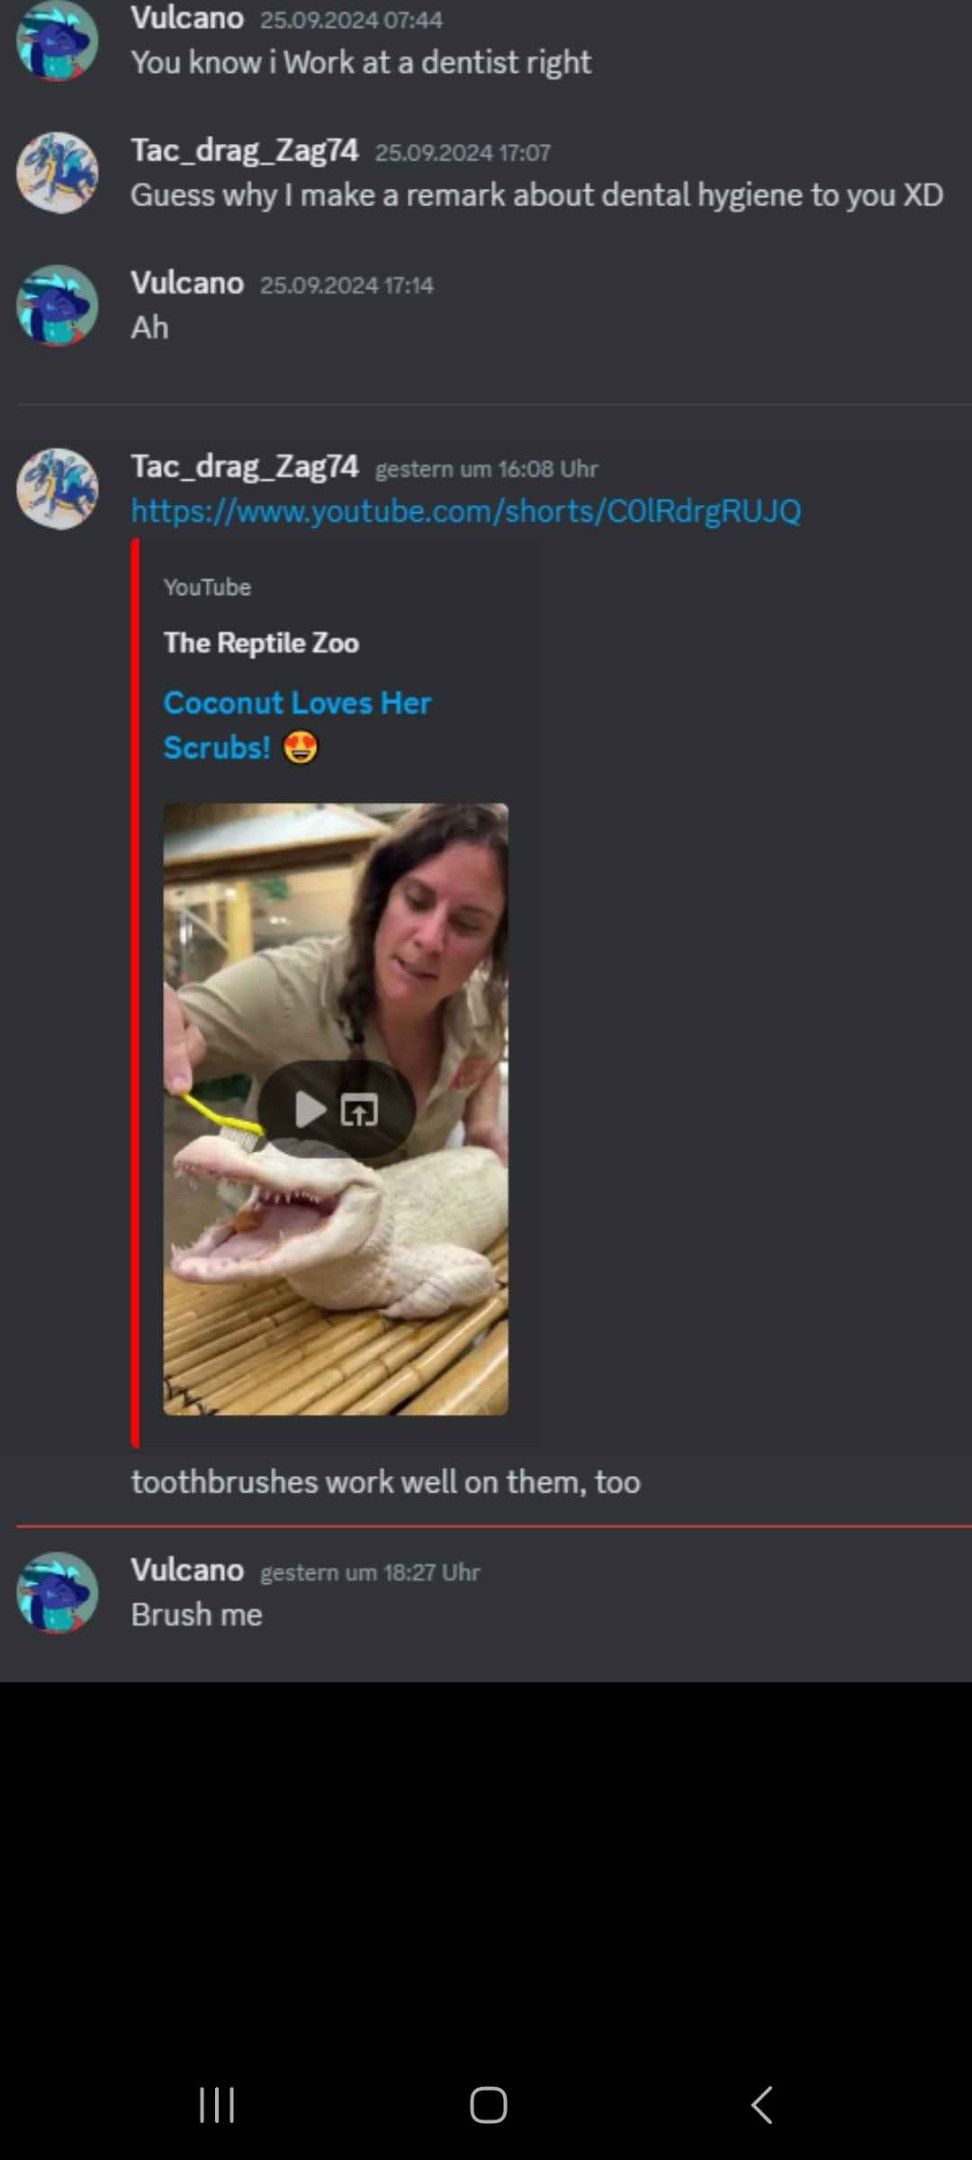 Vulcano 25.09.2024 07:44
You know i Work at a dentist right
Tac_drag_Zag74 25.09.2024 17:07
Guess why I make a remark about dental hygiene to you XD
Vulcano 25.09.2024 17:14
Ah
Tac_drag_Zag74 gestern um 16:08 Uhr
https://www.youtube.com/shorts/C0lRdrgRUJQ
YouTube
The Reptile Zoo
Coconut Loves Her
Scrubs! 😍
toothbrushes work well on them, too
Vulcano gestern um 18:27 Uhr
Brush me